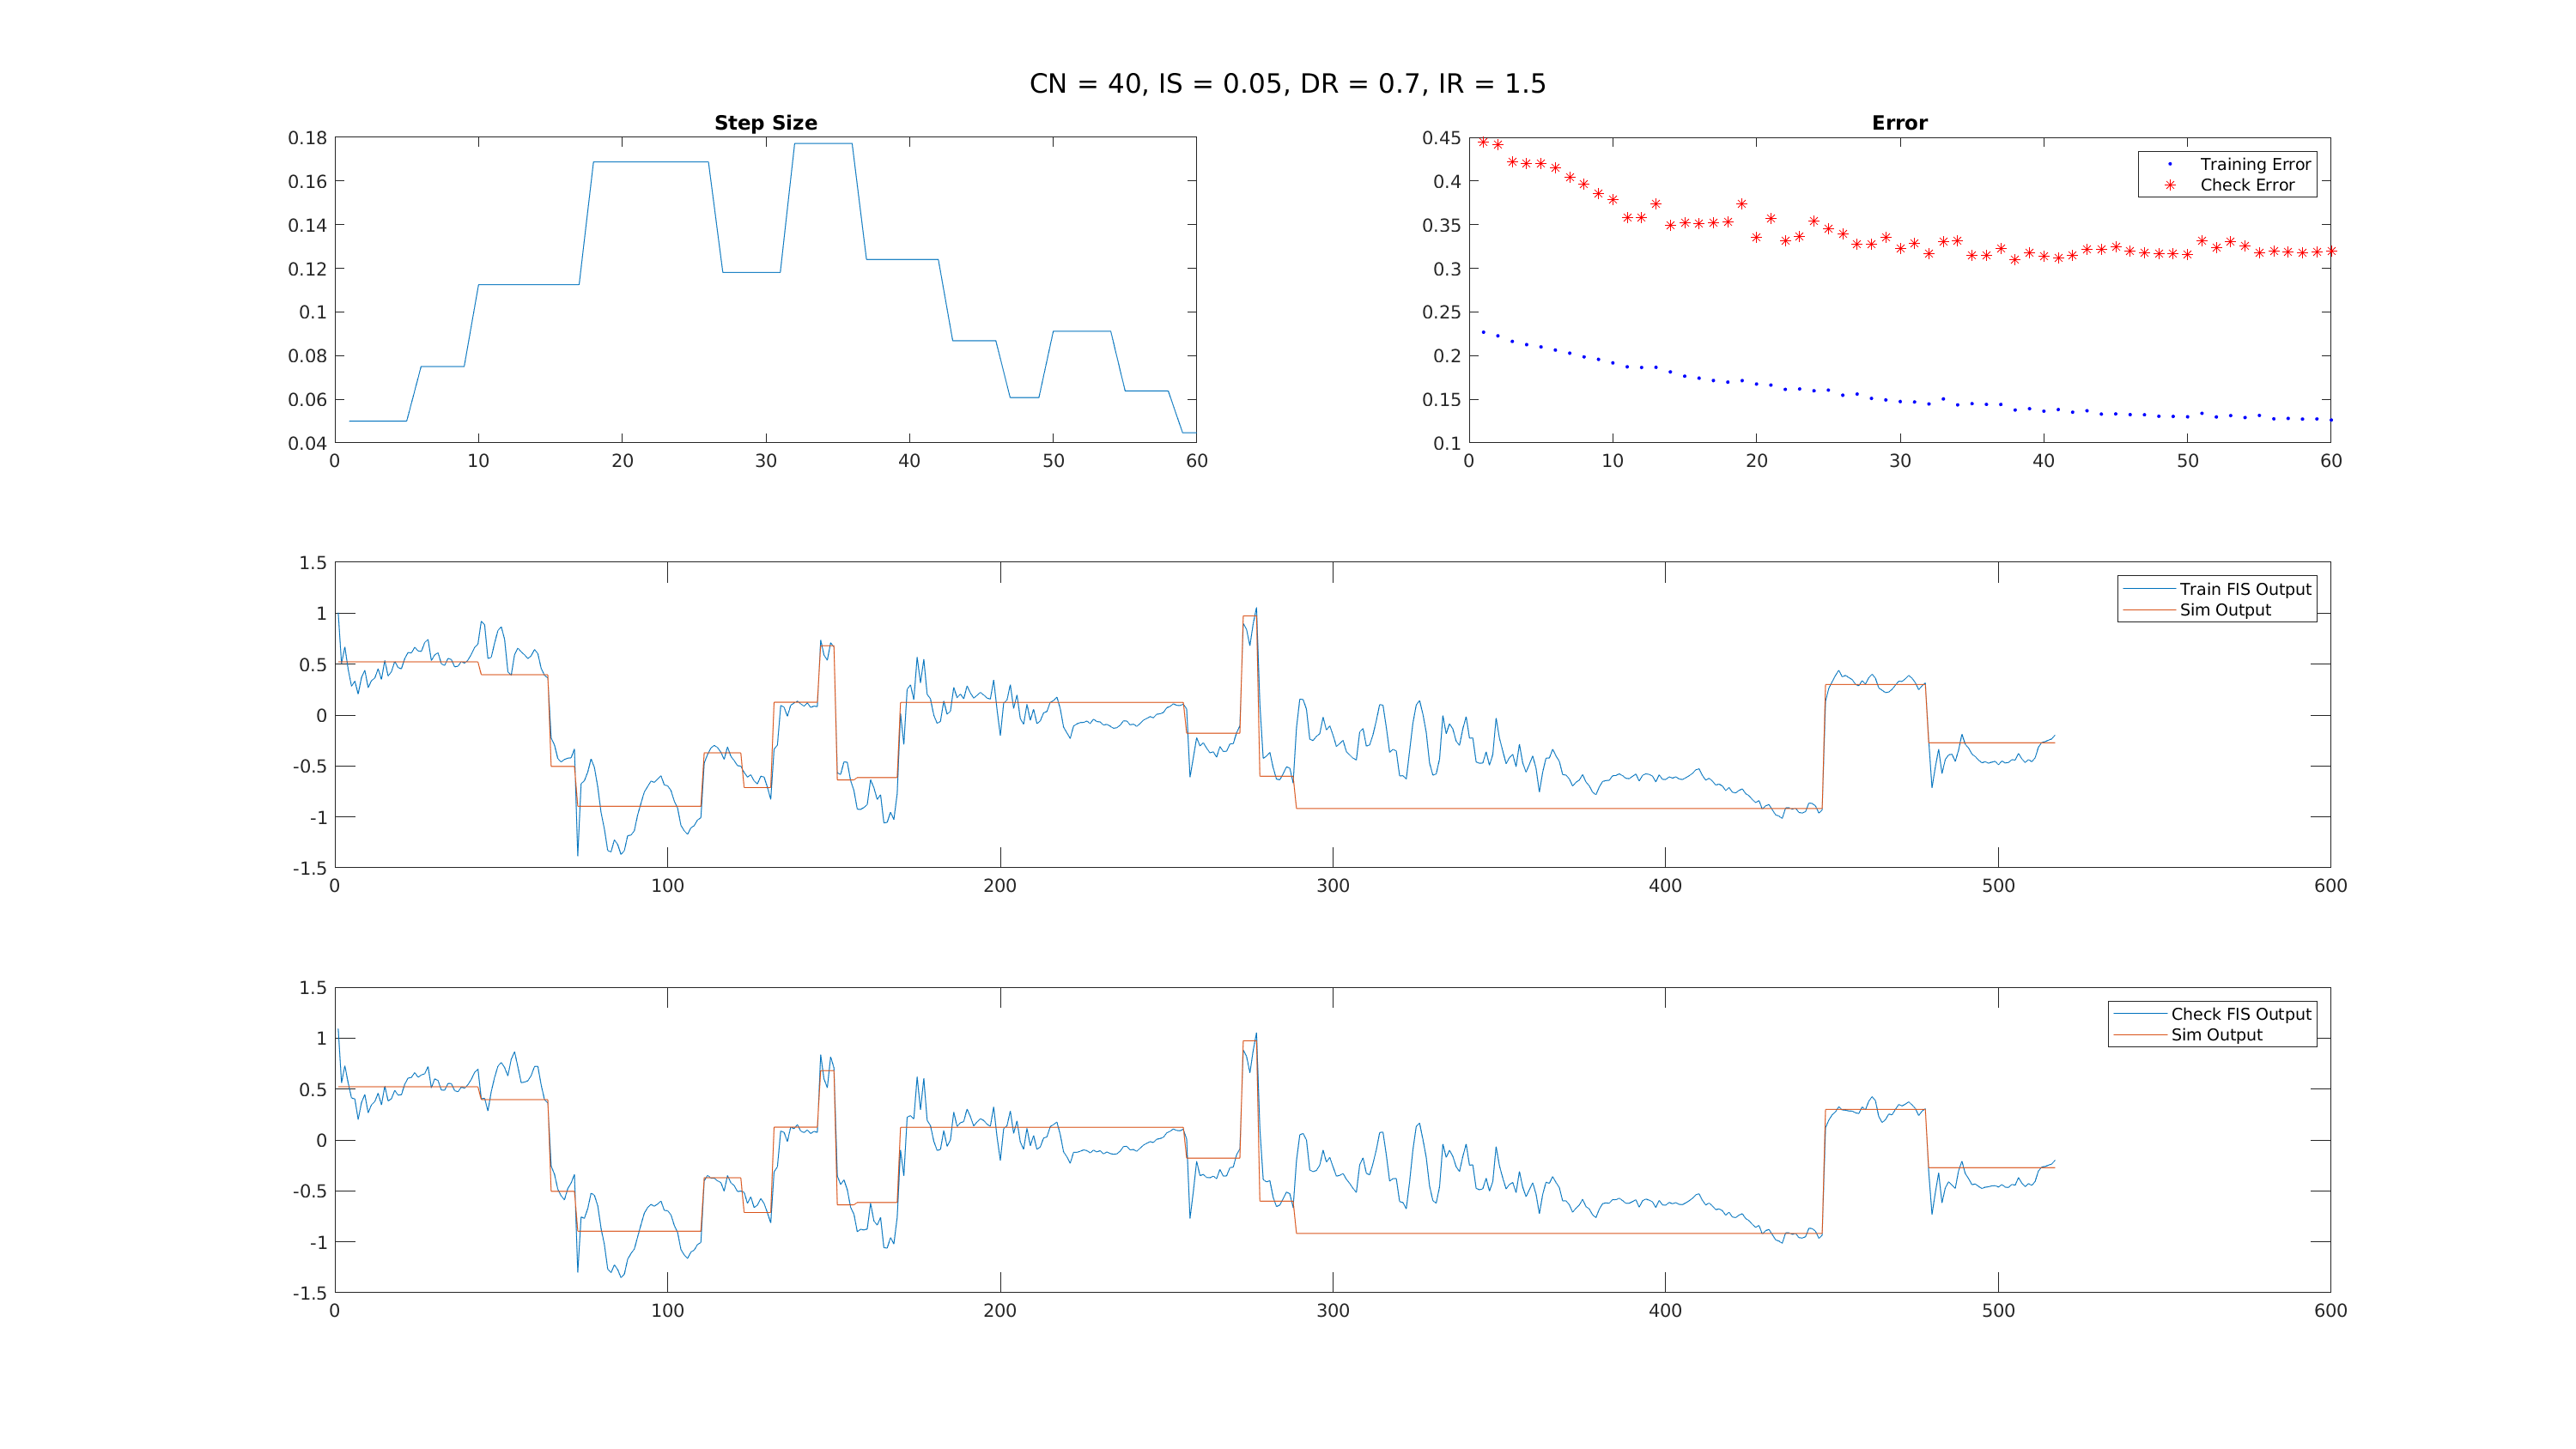 CN = 40, IS = 0.05, DR = 0.7, IR = 1.5
Step Size
0.18
0.16
0.14
0.12
0.1
0.08
0.06
0.04
0 10 20 30 40 50 60
Error
0.45
0.4
0.35
0.3
0.25
0.2
0.15
0.1
0 10 20 30 40 50 60
Training Error
Check Error
1.5
1
0.5
0
-0.5
-1
-1.5
0 100 200 300 400 500 600
Train FIS Output
Sim Output
1.5
1
0.5
0
-0.5
-1
-1.5
0 100 200 300 400 500 600
Check FIS Output
Sim Output